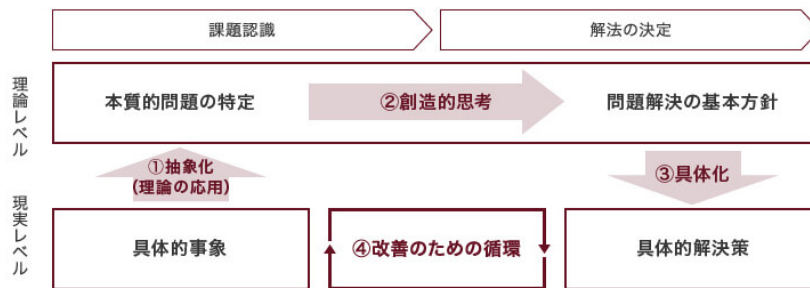 課題認識
解法の決定
理論レベル
本質的問題の特定
②創造的思考
問題解決の基本方針
①抽象化
(理論の応用)
③具体化
現実レベル
具体的事象
④改善のための循環
具体的解決策